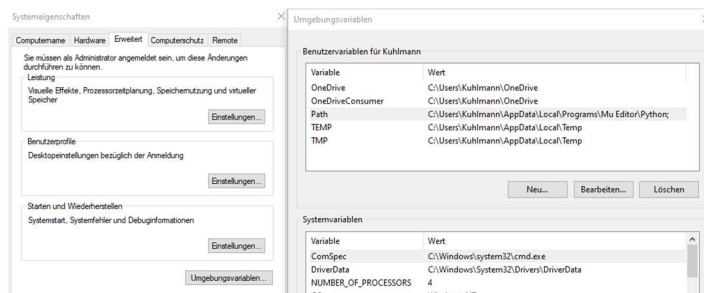 Systemeigenschaften
Computername Hardware Erweitert Computerschutz Remote
Sie müssen als Administrator angemeldet sein, um diese Änderungen
durchführen zu können.
Leistung
Visuelle Effekte, Prozessorzeitplanung, Speichernutzung und virtueller
Speicher
Einstellungen...
Benutzerprofile
Desktopeinstellungen bezüglich der Anmeldung
Einstellungen...
Starten und Wiederherstellen
Systemstart, Systemfehler und Debuginformationen
Einstellungen...
Umgebungsvariablen...
Umgebungsvariablen
Benutzervariablen für Kuhlmann
Variable Wert
OneDrive C:\Users\Kuhlmann\OneDrive
OneDriveConsumer C:\Users\Kuhlmann\OneDrive
Path C:\Users\Kuhlmann\AppData\Local\Programs\Mu Editor\Python;
TEMP C:\Users\Kuhlmann\AppData\Local\Temp
TMP C:\Users\Kuhlmann\AppData\Local\Temp
Neu... Bearbeiten... Löschen
Systemvariablen
Variable Wert
ComSpec C:\Windows\system32\cmd.exe
DriverData C:\Windows\System32\Drivers\DriverData
NUMBER_OF_PROCESSORS 4